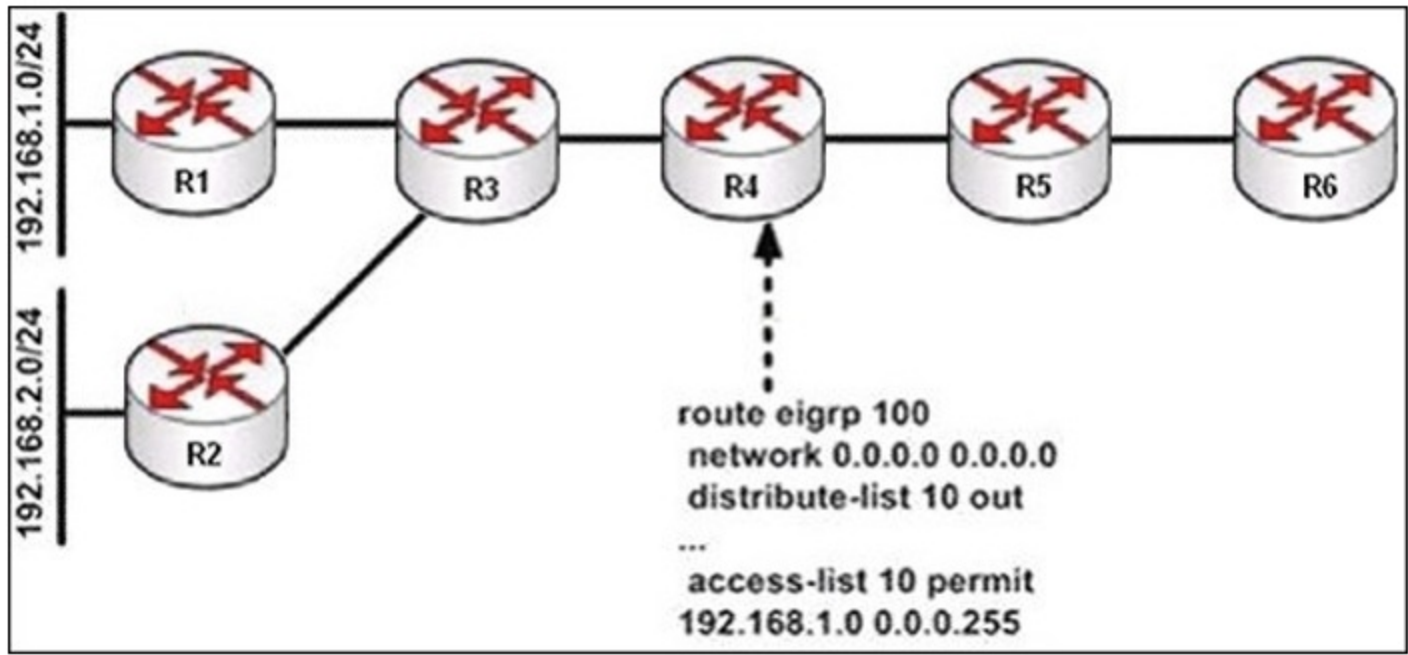 192.168.1.0/24
R1
R3
R4
R5
R6
192.168.2.0/24
R2
route eigrp 100
network 0.0.0.0 0.0.0.0
distribute-list 10 out
...
access-list 10 permit
192.168.1.0 0.0.0.255